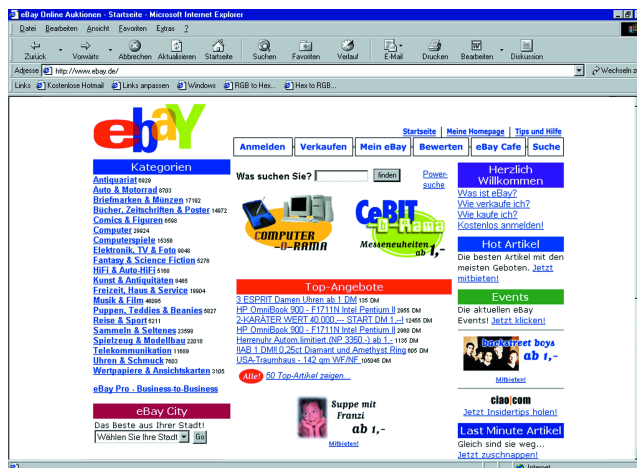 eBay Online Auktionen - Startseite - Microsoft Internet Explorer
Datei Bearbeiten Ansicht Favoriten Extras ?
Zurück Vorwärts Abbrechen Aktualisieren Startseite Suchen Favoriten Verlauf E-Mail Drucken Bearbeiten Diskussion
Adresse http://www.ebay.de/ Wechseln z
Links Kostenlose Hotmail Links anpassen Windows RGB to Hex... Hex to RGB...
ebay
Startseite | Meine Homepage | Tips und Hilfe
Anmelden Verkaufen Mein eBay Bewerten eBay Cafe Suche
Kategorien
Antiquariat 6929
Auto & Motorrad 8703
Briefmarken & Münzen 17192
Bücher, Zeitschriften & Poster 14972
Comics & Figuren 6598
Computer 29924
Computerspiele 15358
Elektronik, TV & Foto 9848
Fantasy & Science Fiction 5276
HiFi & Auto-HiFi 5168
Kunst & Antiquitäten 8465
Freizeit, Haus & Service 19904
Musik & Film 46995
Puppen, Teddies & Beanies 5827
Reise & Sport 5211
Sammeln & Seltenes 23598
Spielzeug & Modellbau 22018
Telekommunikation 11689
Uhren & Schmuck 7603
Wertpapiere & Ansichtskarten 3105
eBay Pro - Business-to-Business
eBay City
Das Beste aus Ihrer Stadt!
Wählen Sie Ihre Stadt Go
Was suchen Sie? finden Power-
suche
COMPUTER
-O-RAMA
CeBIT
-O-Rama
Messeneuheiten
ab 1,-
Top-Angebote
3 ESPRIT Damen Uhren ab 1 DM 135 DM
HP OmniBook 900 - F1711N Intel Pentium II 2955 DM
2-KARÄTER WERT 40.000.--- START DM 1,--! 12455 DM
HP OmniBook 900 - F1711N Intel Pentium II 2980 DM
Herrenuhr Autom.limitiert.(NP 3350,-) ab 1.- 1135 DM
!!AB 1 DM!! 0,25ct Diamant und Amethyst Ring 605 DM
USA-Traumhaus - 142 qm WF/NF 105045 DM
Alle! 50 Top-Artikel zeigen...
Suppe mit
Franzi
ab 1,-
Mitbieten!
Herzlich
Willkommen
Was ist eBay?
Wie verkaufe ich?
Wie kaufe ich?
Kostenlos anmelden!
Hot Artikel
Die besten Artikel mit den
meisten Geboten. Jetzt
mitbieten!
Events
Die aktuellen eBay
Events! Jetzt klicken!
backstreet boys
ab 1,-
Mitbieten!
ciao|com
Jetzt Insidertips holen!
Last Minute Artikel
Gleich sind sie weg...
Jetzt zuschnappen!
Internet